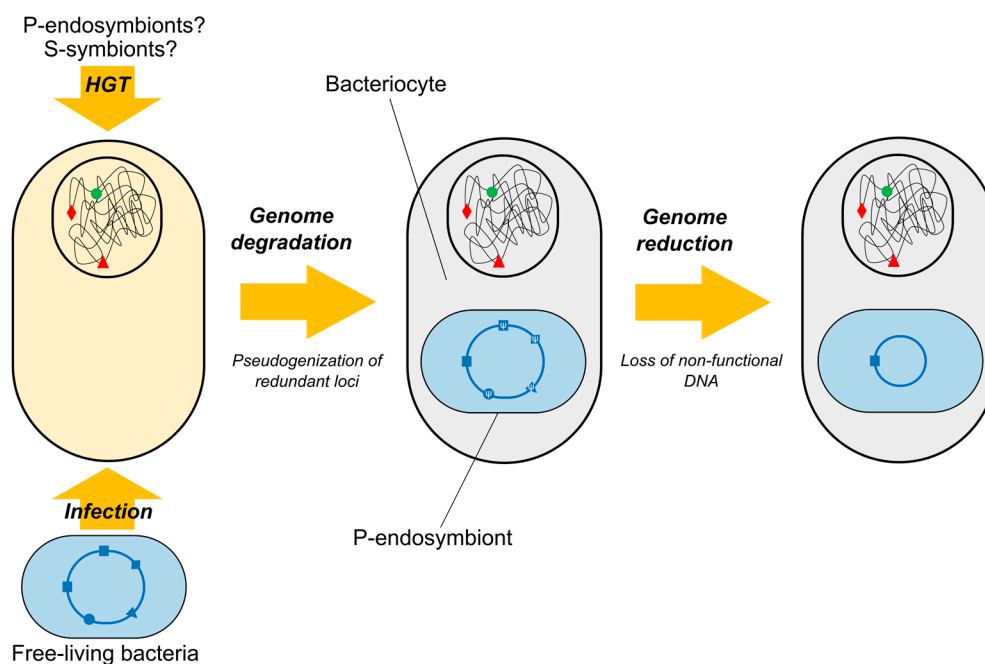 P-endosymbionts?
S-symbionts?
HGT
Bacteriocyte
Genome
degradation
Pseudogenization of
redundant loci
Genome
reduction
Loss of non-functional
DNA
Ψ
Ψ
Ψ
Ψ
P-endosymbiont
Infection
Free-living bacteria